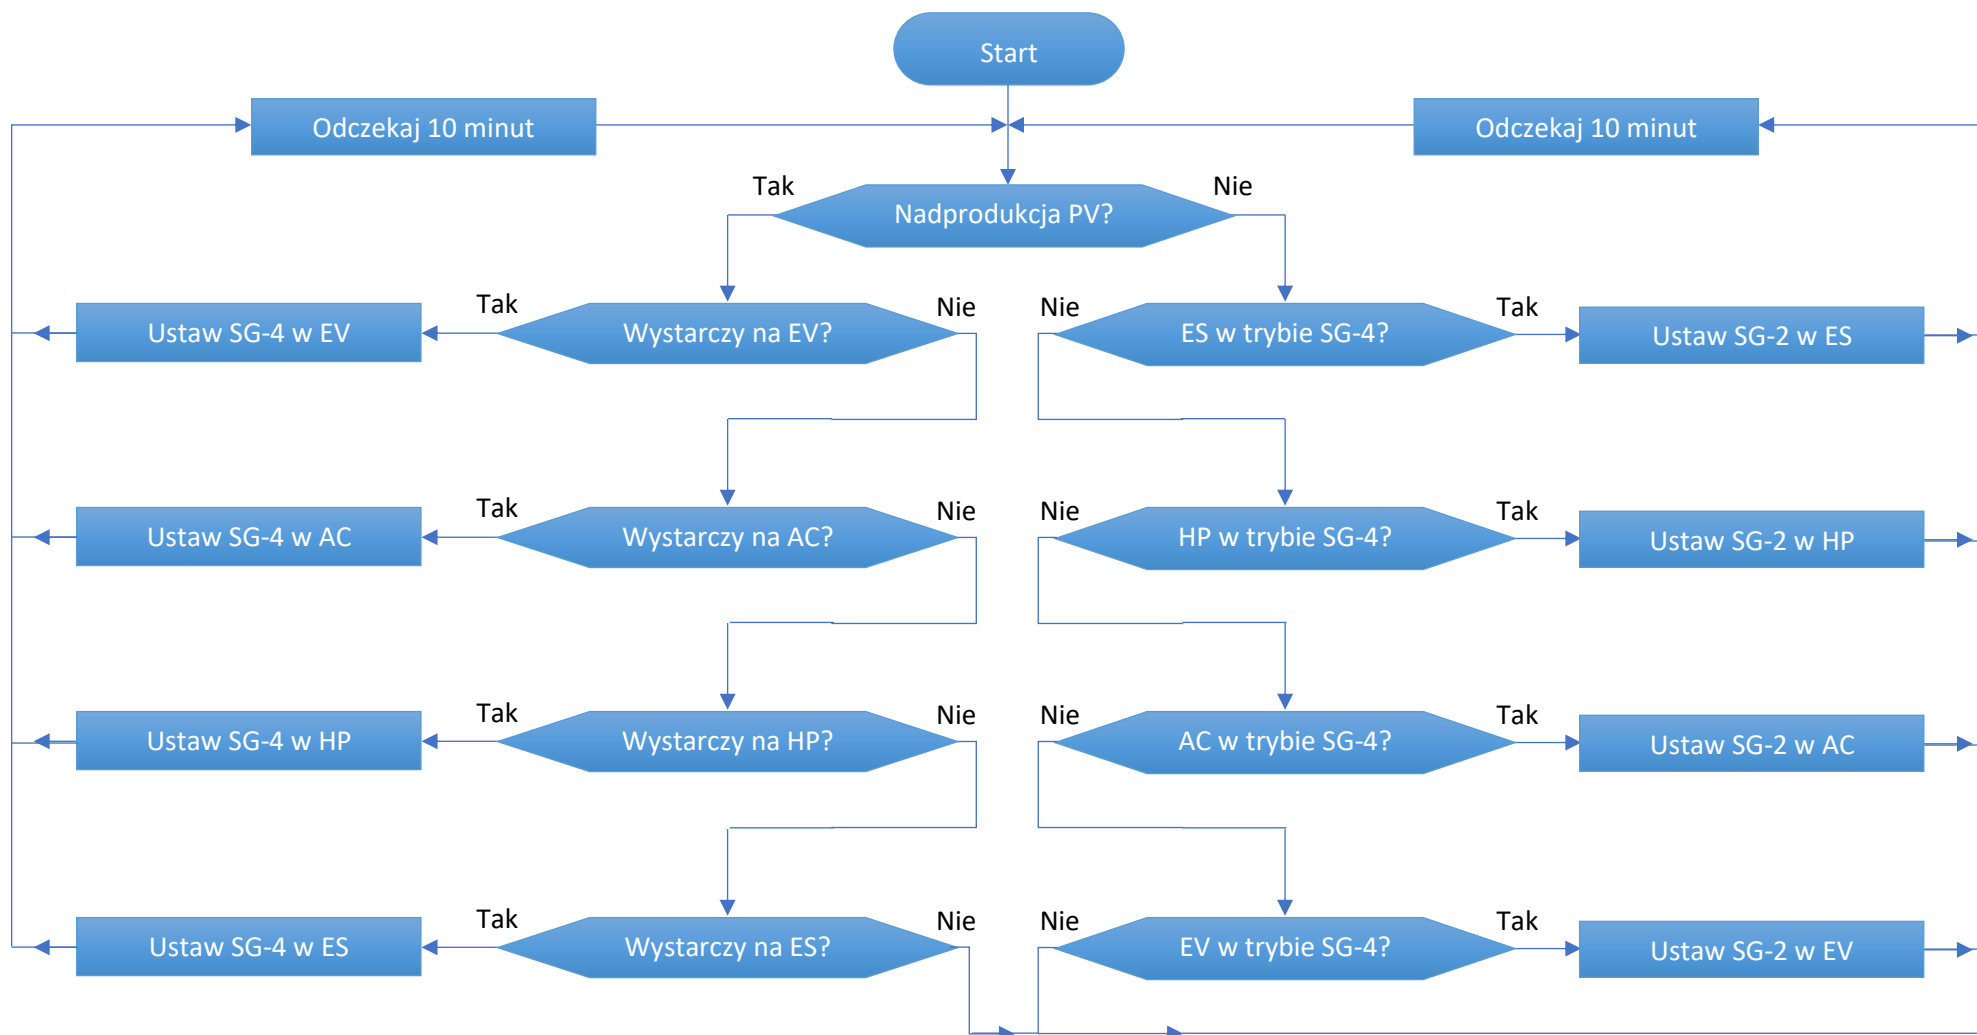 Start
Odczekaj 10 minut
Odczekaj 10 minut
Tak
Nie
Nadprodukcja PV?
Tak
Nie
Nie
Tak
Ustaw SG-4 w EV
Wystarczy na EV?
ES w trybie SG-4?
Ustaw SG-2 w ES
Tak
Nie
Nie
Tak
Ustaw SG-4 w AC
Wystarczy na AC?
HP w trybie SG-4?
Ustaw SG-2 w HP
Tak
Nie
Nie
Tak
Ustaw SG-4 w HP
Wystarczy na HP?
AC w trybie SG-4?
Ustaw SG-2 w AC
Tak
Nie
Nie
Tak
Ustaw SG-4 w ES
Wystarczy na ES?
EV w trybie SG-4?
Ustaw SG-2 w EV